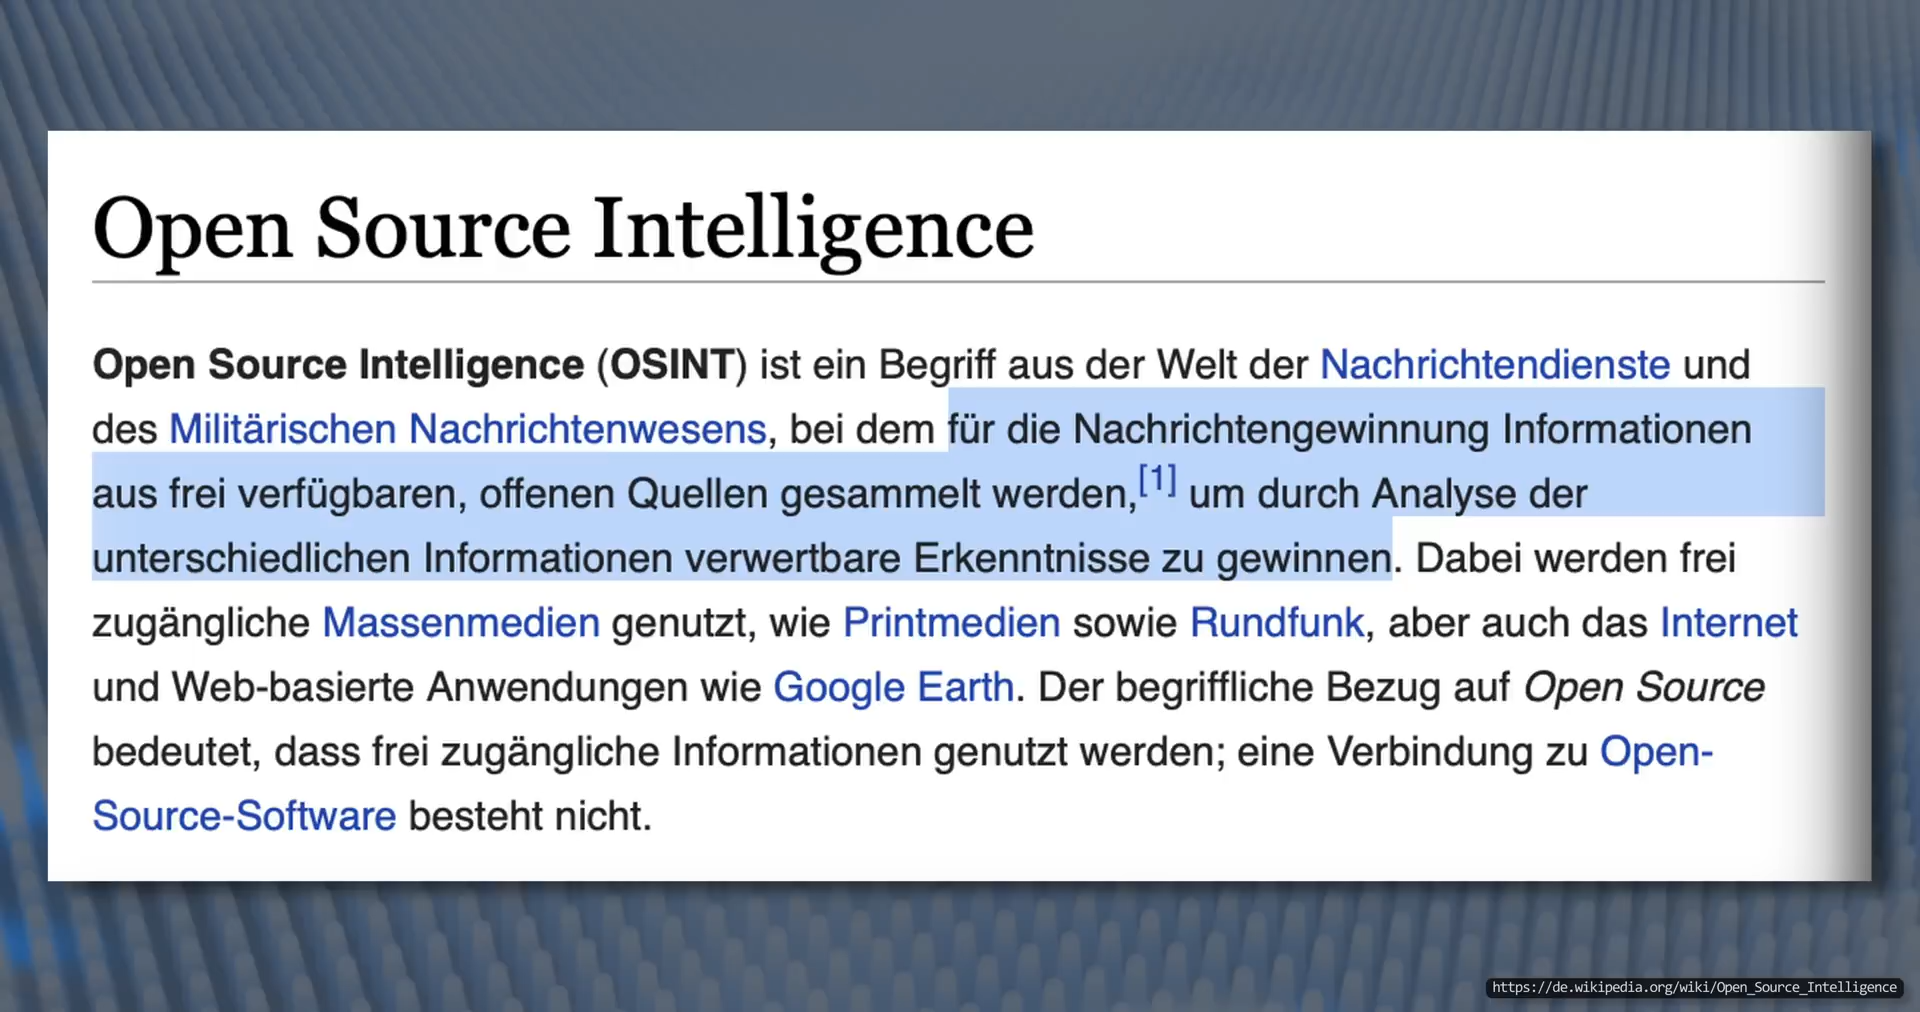 Open Source Intelligence
Open Source Intelligence (OSINT) ist ein Begriff aus der Welt der Nachrichtendienste und
des Militärischen Nachrichtenwesens, bei dem für die Nachrichtengewinnung Informationen
aus frei verfügbaren, offenen Quellen gesammelt werden,[1] um durch Analyse der
unterschiedlichen Informationen verwertbare Erkenntnisse zu gewinnen. Dabei werden frei
zugängliche Massenmedien genutzt, wie Printmedien sowie Rundfunk, aber auch das Internet
und Web-basierte Anwendungen wie Google Earth. Der begriffliche Bezug auf Open Source
bedeutet, dass frei zugängliche Informationen genutzt werden; eine Verbindung zu Open-
Source-Software besteht nicht.
https://de.wikipedia.org/wiki/Open_Source_Intelligence